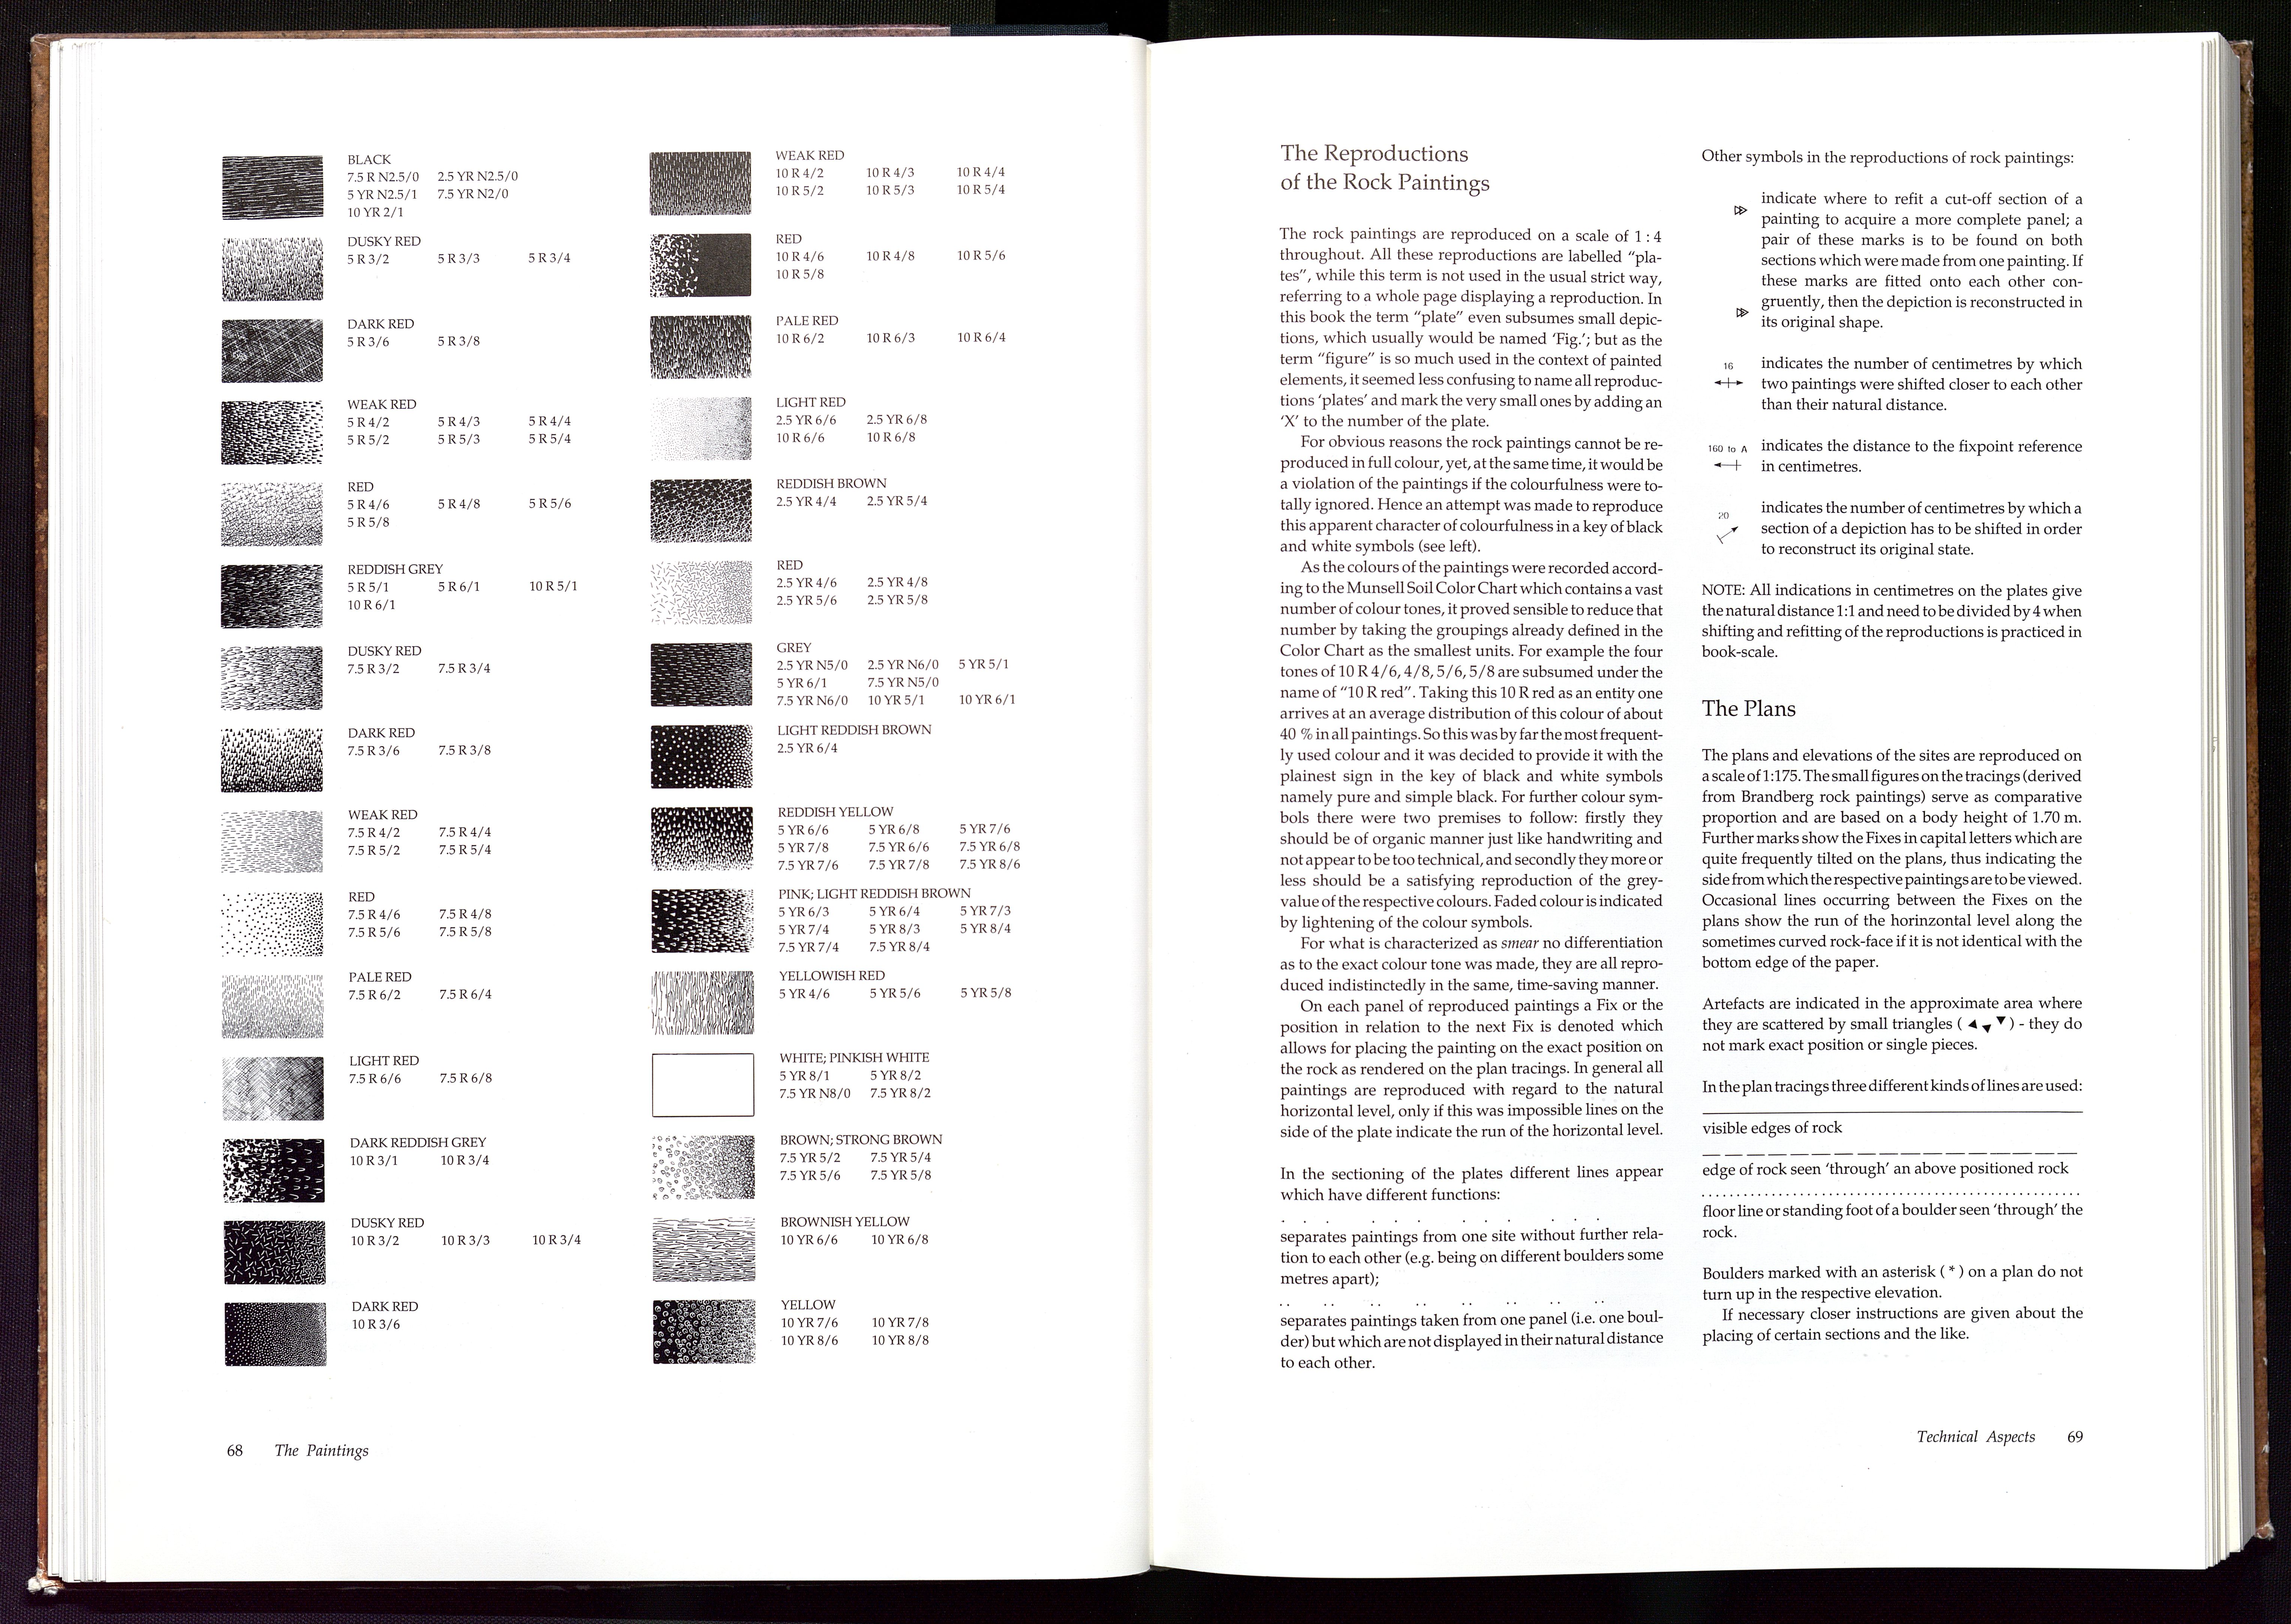 BLACK
7.5 R N2.5/0 2.5 YR N2.5/0
5 YR N2.5/1 7.5 YR N2/0
10 YR 2/1
DUSKY RED
5 R 3/2 5 R 3/3 5 R 3/4
DARK RED
5 R 3/6 5 R 3/8
WEAK RED
5 R 4/2 5 R 4/3 5 R 4/4
5 R 5/2 5 R 5/3 5 R 5/4
RED
5 R 4/6 5 R 4/8 5 R 5/6
5 R 5/8
REDDISH GREY
5 R 5/1 5 R 6/1 10 R 5/1
10 R 6/1
DUSKY RED
7.5 R 3/2 7.5 R 3/4
DARK RED
7.5 R 3/6 7.5 R 3/8
WEAK RED
7.5 R 4/2 7.5 R 4/4
7.5 R 5/2 7.5 R 5/4
RED
7.5 R 4/6 7.5 R 4/8
7.5 R 5/6 7.5 R 5/8
PALE RED
7.5 R 6/2 7.5 R 6/4
LIGHT RED
7.5 R 6/6 7.5 R 6/8
DARK REDDISH GREY
10 R 3/1 10 R 3/4
DUSKY RED
10 R 3/2 10 R 3/3 10 R 3/4
DARK RED
10 R 3/6
WEAK RED
10 R 4/2 10 R 4/3 10 R 4/4
10 R 5/2 10 R 5/3 10 R 5/4
RED
10 R 4/6 10 R 4/8 10 R 5/6
10 R 5/8
PALE RED
10 R 6/2 10 R 6/3 10 R 6/4
LIGHT RED
2.5 YR 6/6 2.5 YR 6/8
10 R 6/6 10 R 6/8
REDDISH BROWN
2.5 YR 4/4 2.5 YR 5/4
RED
2.5 YR 4/6 2.5 YR 4/8
2.5 YR 5/6 2.5 YR 5/8
GREY
2.5 YR N5/0 2.5 YR N6/0 5 YR 5/1
5 YR 6/1 7.5 YR N5/0
7.5 YR N6/0 10 YR 5/1 10 YR 6/1
LIGHT REDDISH BROWN
2.5 YR 6/4
REDDISH YELLOW
5 YR 6/6 5 YR 6/8 5 YR 7/6
5 YR 7/8 7.5 YR 6/6 7.5 YR 6/8
7.5 YR 7/6 7.5 YR 7/8 7.5 YR 8/6
PINK; LIGHT REDDISH BROWN
5 YR 6/3 5 YR 6/4 5 YR 7/3
5 YR 7/4 5 YR 8/3 5 YR 8/4
7.5 YR 7/4 7.5 YR 8/4
YELLOWISH RED
5 YR 4/6 5 YR 5/6 5 YR 5/8
WHITE; PINKISH WHITE
5 YR 8/1 5 YR 8/2
7.5 YR N8/0 7.5 YR 8/2
BROWN; STRONG BROWN
7.5 YR 5/2 7.5 YR 5/4
7.5 YR 5/6 7.5 YR 5/8
BROWNISH YELLOW
10 YR 6/6 10 YR 6/8
YELLOW
10 YR 7/6 10 YR 7/8
10 YR 8/6 10 YR 8/8
68 The Paintings
The Reproductions
of the Rock Paintings
The rock paintings are reproduced on a scale of 1 : 4
throughout. All these reproductions are labelled “pla-
tes”, while this term is not used in the usual strict way,
referring to a whole page displaying a reproduction. In
this book the term “plate” even subsumes small depic-
tions, which usually would be named ‘Fig.’; but as the
term “figure” is so much used in the context of painted
elements, it seemed less confusing to name all reproduc-
tions ‘plates’ and mark the very small ones by adding an
‘X’ to the number of the plate.
For obvious reasons the rock paintings cannot be re-
produced in full colour, yet, at the same time, it would be
a violation of the paintings if the colourfulness were to-
tally ignored. Hence an attempt was made to reproduce
this apparent character of colourfulness in a key of black
and white symbols (see left).
As the colours of the paintings were recorded accord-
ing to the Munsell Soil Color Chart which contains a vast
number of colour tones, it proved sensible to reduce that
number by taking the groupings already defined in the
Color Chart as the smallest units. For example the four
tones of 10 R 4/6, 4/8, 5/6, 5/8 are subsumed under the
name of “10 R red”. Taking this 10 R red as an entity one
arrives at an average distribution of this colour of about
40 % in all paintings. So this was by far the most frequent-
ly used colour and it was decided to provide it with the
plainest sign in the key of black and white symbols
namely pure and simple black. For further colour sym-
bols there were two premises to follow: firstly they
should be of organic manner just like handwriting and
not appear to be too technical, and secondly they more or
less should be a satisfying reproduction of the grey-
value of the respective colours. Faded colour is indicated
by lightening of the colour symbols.
For what is characterized as smear no differentiation
as to the exact colour tone was made, they are all repro-
duced indistinctedly in the same, time-saving manner.
On each panel of reproduced paintings a Fix or the
position in relation to the next Fix is denoted which
allows for placing the painting on the exact position on
the rock as rendered on the plan tracings. In general all
paintings are reproduced with regard to the natural
horizontal level, only if this was impossible lines on the
side of the plate indicate the run of the horizontal level.
In the sectioning of the plates different lines appear
which have different functions:
separates paintings from one site without further rela-
tion to each other (e.g. being on different boulders some
metres apart);
separates paintings taken from one panel (i.e. one boul-
der) but which are not displayed in their natural distance
to each other.
Other symbols in the reproductions of rock paintings:
indicate where to refit a cut-off section of a
painting to acquire a more complete panel; a
pair of these marks is to be found on both
sections which were made from one painting. If
these marks are fitted onto each other con-
gruently, then the depiction is reconstructed in
its original shape.
16 indicates the number of centimetres by which
two paintings were shifted closer to each other
than their natural distance.
160 to A indicates the distance to the fixpoint reference
in centimetres.
20 indicates the number of centimetres by which a
section of a depiction has to be shifted in order
to reconstruct its original state.
NOTE: All indications in centimetres on the plates give
the natural distance 1:1 and need to be divided by 4 when
shifting and refitting of the reproductions is practiced in
book-scale.
The Plans
The plans and elevations of the sites are reproduced on
a scale of 1:175. The small figures on the tracings (derived
from Brandberg rock paintings) serve as comparative
proportion and are based on a body height of 1.70 m.
Further marks show the Fixes in capital letters which are
quite frequently tilted on the plans, thus indicating the
side from which the respective paintings are to be viewed.
Occasional lines occurring between the Fixes on the
plans show the run of the horinzontal level along the
sometimes curved rock-face if it is not identical with the
bottom edge of the paper.
Artefacts are indicated in the approximate area where
they are scattered by small triangles ( ) - they do
not mark exact position or single pieces.
In the plan tracings three different kinds of lines are used:
visible edges of rock
edge of rock seen ‘through’ an above positioned rock
floor line or standing foot of a boulder seen ‘through’ the
rock.
Boulders marked with an asterisk ( * ) on a plan do not
turn up in the respective elevation.
If necessary closer instructions are given about the
placing of certain sections and the like.
Technical Aspects 69